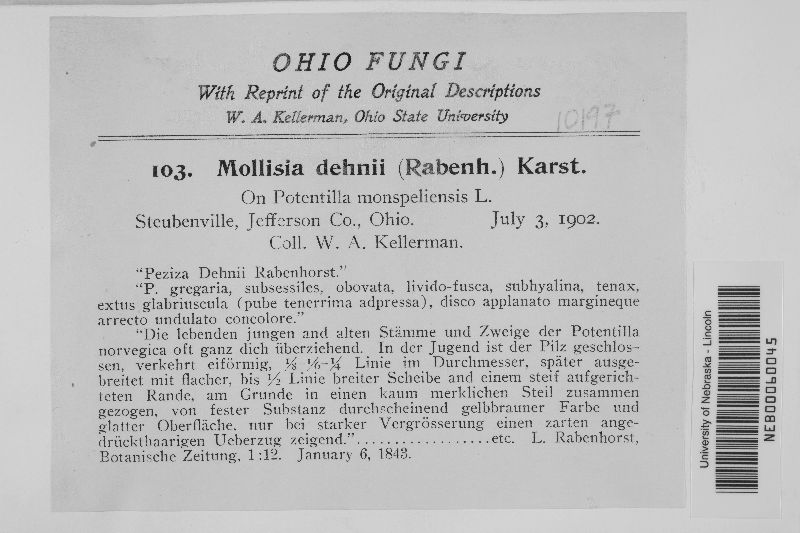 OHIO FUNGI
With Reprint of the Original Descriptions
W. A. Kellerman, Ohio State University
10197
103. Mollisia dehnii (Rabenh.) Karst.
On Potentilla monspeliensis L.
Steubenville, Jefferson Co., Ohio. July 3, 1902.
Coll. W. A. Kellerman.
"Peziza Dehnii Rabenhorst."
"P. gregaria, subsessiles, obovata, livido-fusca, subhyalina, tenax,
extus glabriuscula (pube tenerrima adpressa), disco applanato margineque
arrecto undulato concolore."
"Die lebenden jungen and alten Stämme und Zweige der Potentilla
norvegica oft ganz dich überziehend. In der Jugend ist der Pilz geschlos-
sen, verkehrt eiförmig, ⅛ ⅙-¼ Linie im Durchmesser, später ausge-
breitet mit flacher, bis ½ Linie breiter Scheibe and einem steif aufgerich-
teten Rande, am Grunde in einen kaum merklichen Steil zusammen
gezogen, von fester Substanz durchscheinend gelbbrauner Farbe und
glatter Oberfläche, nur bei starker Vergrösserung einen zarten ange-
drückthaarigen Ueberzug zeigend."...................etc. L. Rabenhorst,
Botanische Zeitung, 1:12. January 6, 1843.
University of Nebraska - Lincoln
NEB00060045